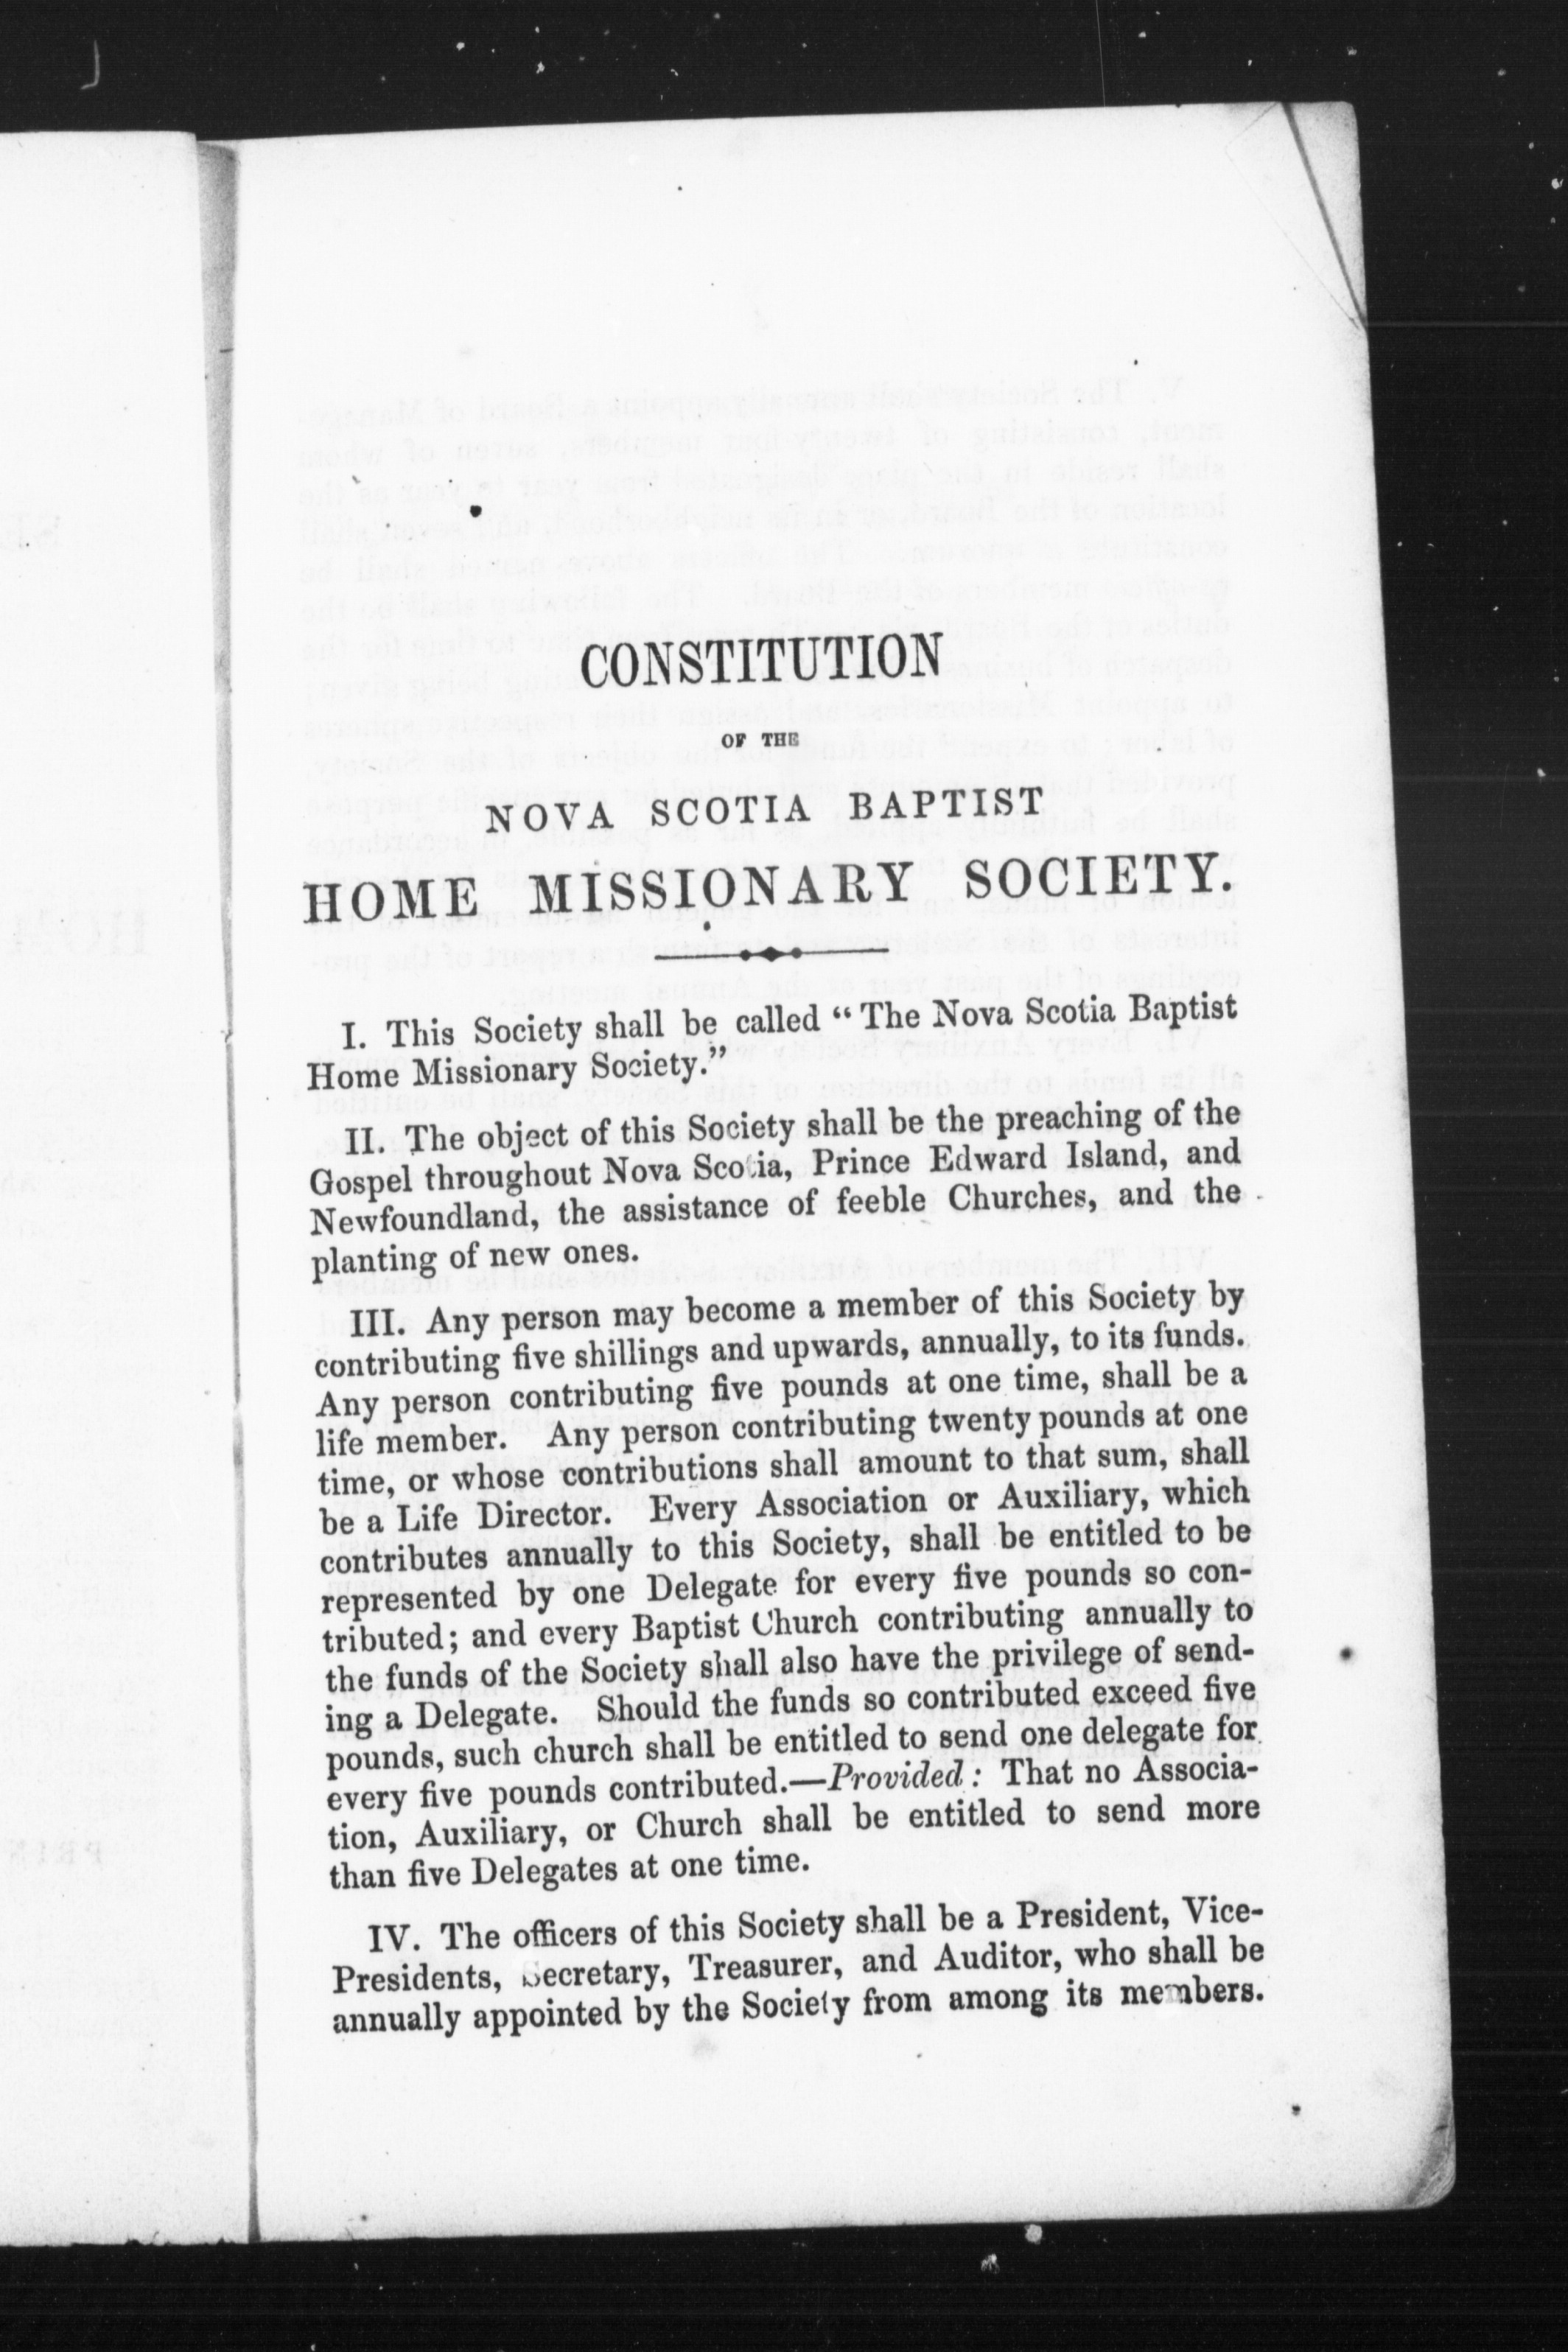 CONSTITUTION
OF THE
NOVA SCOTIA BAPTIST
HOME MISSIONARY SOCIETY.
I. This Society shall be called “The Nova Scotia Baptist
Home Missionary Society.”
II. The object of this Society shall be the preaching of the
Gospel throughout Nova Scotia, Prince Edward Island, and
Newfoundland, the assistance of feeble Churches, and the
planting of new ones.
III. Any person may become a member of this Society by
contributing five shillings and upwards, annually, to its funds.
Any person contributing five pounds at one time, shall be a
life member. Any person contributing twenty pounds at one
time, or whose contributions shall amount to that sum, shall
be a Life Director. Every Association or Auxiliary, which
contributes annually to this Society, shall be entitled to be
represented by one Delegate for every five pounds so con-
tributed; and every Baptist Church contributing annually to
the funds of the Society shall also have the privilege of send-
ing a Delegate. Should the funds so contributed exceed five
pounds, such church shall be entitled to send one delegate for
every five pounds contributed.—Provided: That no Associa-
tion, Auxiliary, or Church shall be entitled to send more
than five Delegates at one time.
IV. The officers of this Society shall be a President, Vice-
Presidents, Secretary, Treasurer, and Auditor, who shall be
annually appointed by the Society from among its members.